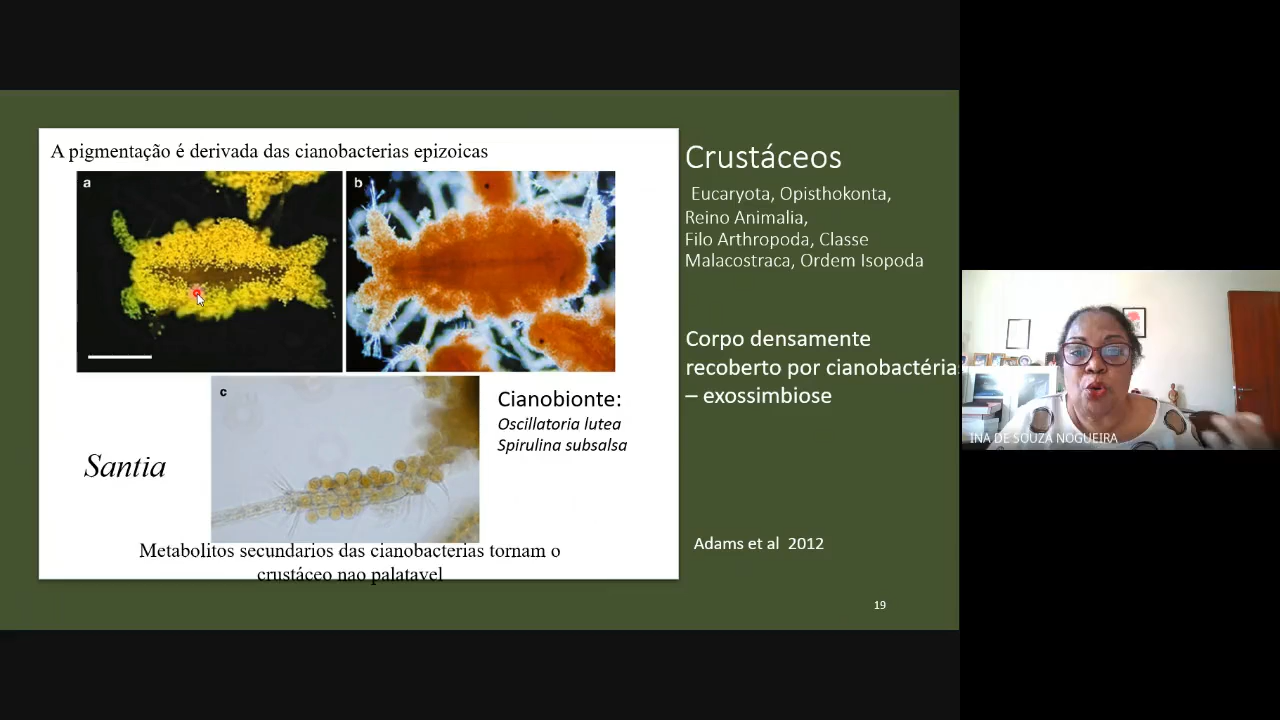 A pigmentação é derivada das cianobacterias epizoicas
a
b
c
Cianobionte:
Oscillatoria lutea
Spirulina subsalsa
Santia
Metabolitos secundarios das cianobacterias tornam o
crustáceo nao palatavel
Crustáceos
Eucaryota, Opisthokonta,
Reino Animalia,
Filo Arthropoda, Classe
Malacostraca, Ordem Isopoda
Corpo densamente
recoberto por cianobactérias
– exossimbiose
Adams et al 2012
19
INA DE SOUZA NOGUEIRA